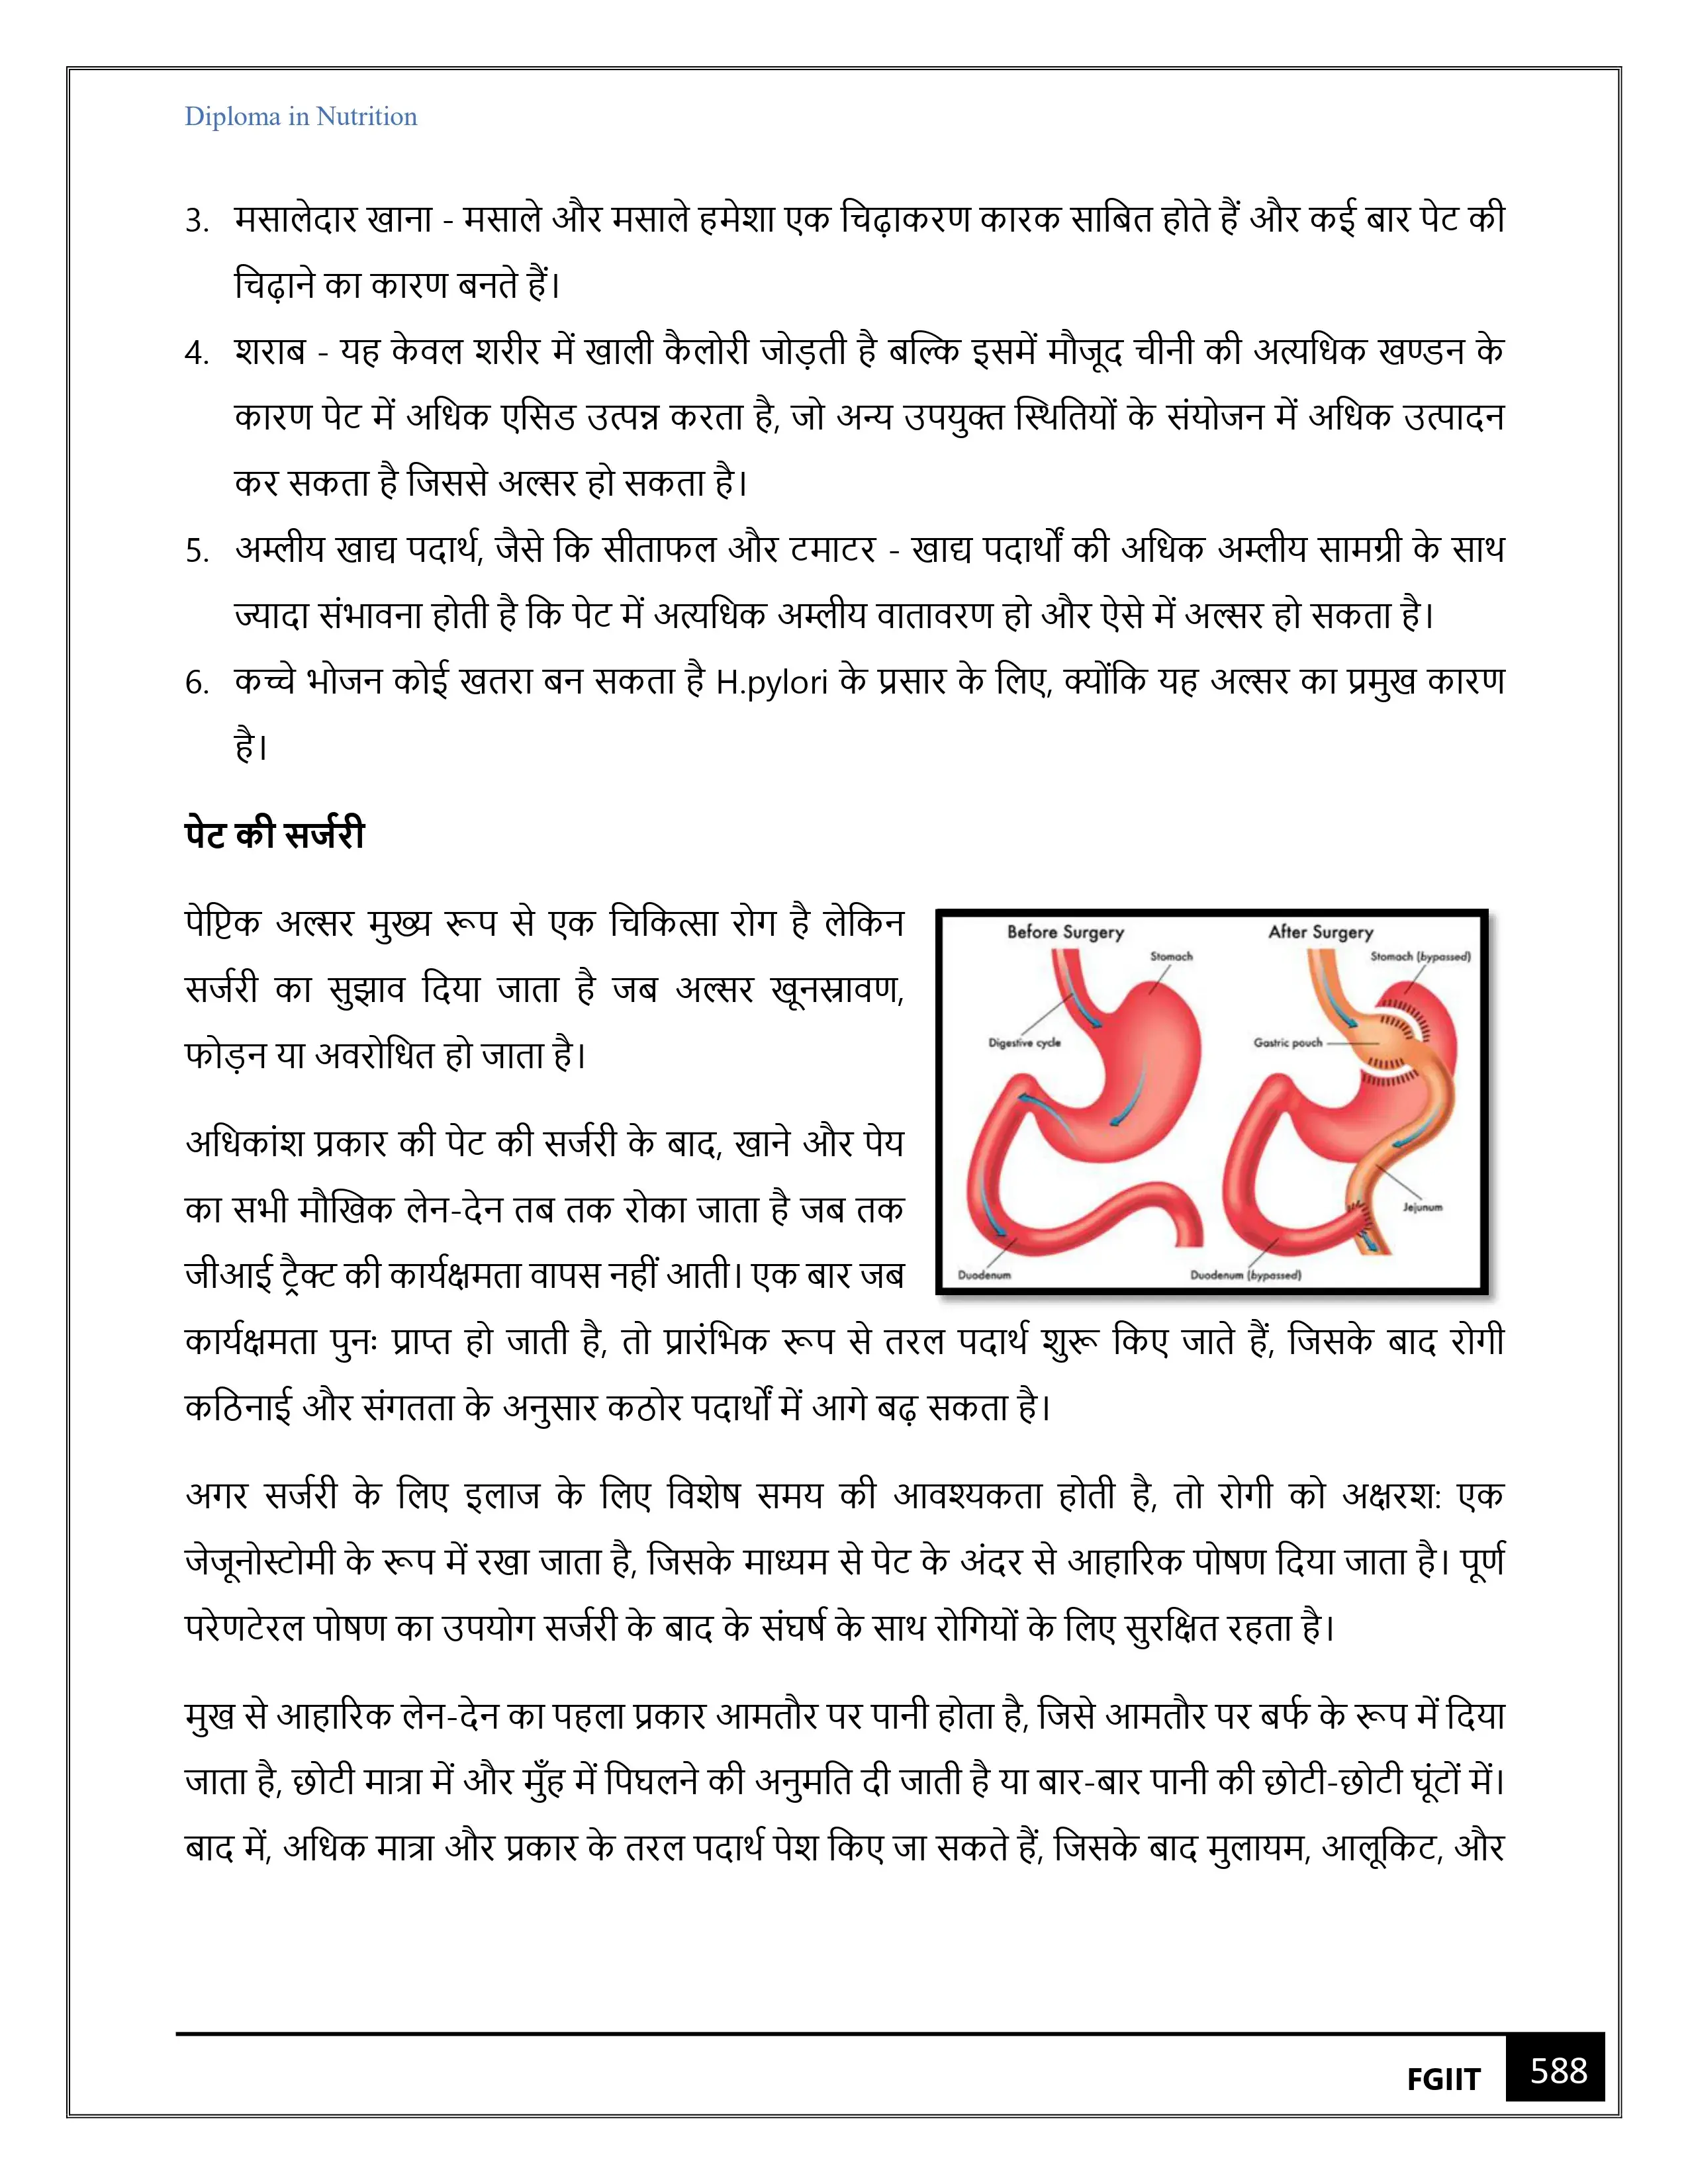 Diploma in Nutrition
3. मसालेदार खाना - मसाले और मसाले हमेशा एक चिढ़ाकरण कारक साबित होते हैं और कई बार पेट की
चिढ़ाने का कारण बनते हैं।
4. शराब - यह केवल शरीर में खाली कैलोरी जोड़ती है बल्कि इसमें मौजूद चीनी की अत्यधिक खण्डन के
कारण पेट में अधिक एसिड उत्पन्न करता है, जो अन्य उपयुक्त स्थितियों के संयोजन में अधिक उत्पादन
कर सकता है जिससे अल्सर हो सकता है।
5. अम्लीय खाद्य पदार्थ, जैसे कि सीताफल और टमाटर - खाद्य पदार्थों की अधिक अम्लीय सामग्री के साथ
ज्यादा संभावना होती है कि पेट में अत्यधिक अम्लीय वातावरण हो और ऐसे में अल्सर हो सकता है।
6. कच्चे भोजन कोई खतरा बन सकता है H.pylori के प्रसार के लिए, क्योंकि यह अल्सर का प्रमुख कारण
है।
पेट की सर्जरी
पेप्टिक अल्सर मुख्य रूप से एक चिकित्सा रोग है लेकिन
सर्जरी का सुझाव दिया जाता है जब अल्सर खूनस्रावण,
फोड़न या अवरोधित हो जाता है।
अधिकांश प्रकार की पेट की सर्जरी के बाद, खाने और पेय
का सभी मौखिक लेन-देन तब तक रोका जाता है जब तक
जीआई ट्रैक्ट की कार्यक्षमता वापस नहीं आती। एक बार जब
Before Surgery
After Surgery
Stomach
Stomach (bypassed)
Digestive cycle
Gastric pouch
Jejunum
Duodenum
Duodenum (bypassed)
कार्यक्षमता पुनः प्राप्त हो जाती है, तो प्रारंभिक रूप से तरल पदार्थ शुरू किए जाते हैं, जिसके बाद रोगी
कठिनाई और संगतता के अनुसार कठोर पदार्थों में आगे बढ़ सकता है।
अगर सर्जरी के लिए इलाज के लिए विशेष समय की आवश्यकता होती है, तो रोगी को अक्षरश: एक
जेजूनोस्टोमी के रूप में रखा जाता है, जिसके माध्यम से पेट के अंदर से आहारिक पोषण दिया जाता है। पूर्ण
परेणटेरल पोषण का उपयोग सर्जरी के बाद के संघर्ष के साथ रोगियों के लिए सुरक्षित रहता है।
मुख से आहारिक लेन-देन का पहला प्रकार आमतौर पर पानी होता है, जिसे आमतौर पर बर्फ के रूप में दिया
जाता है, छोटी मात्रा में और मुँह में पिघलने की अनुमति दी जाती है या बार-बार पानी की छोटी-छोटी घूंटों में।
बाद में, अधिक मात्रा और प्रकार के तरल पदार्थ पेश किए जा सकते हैं, जिसके बाद मुलायम, आलूकिट, और
FGIIT 588